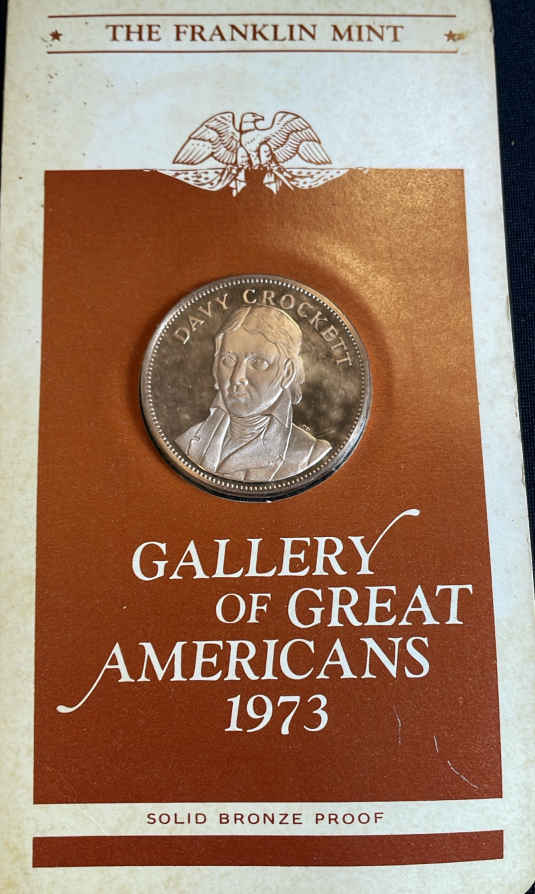 THE FRANKLIN MINT
DAVY CROCKETT
GALLERY
OF GREAT
AMERICANS
1973
SOLID BRONZE PROOF